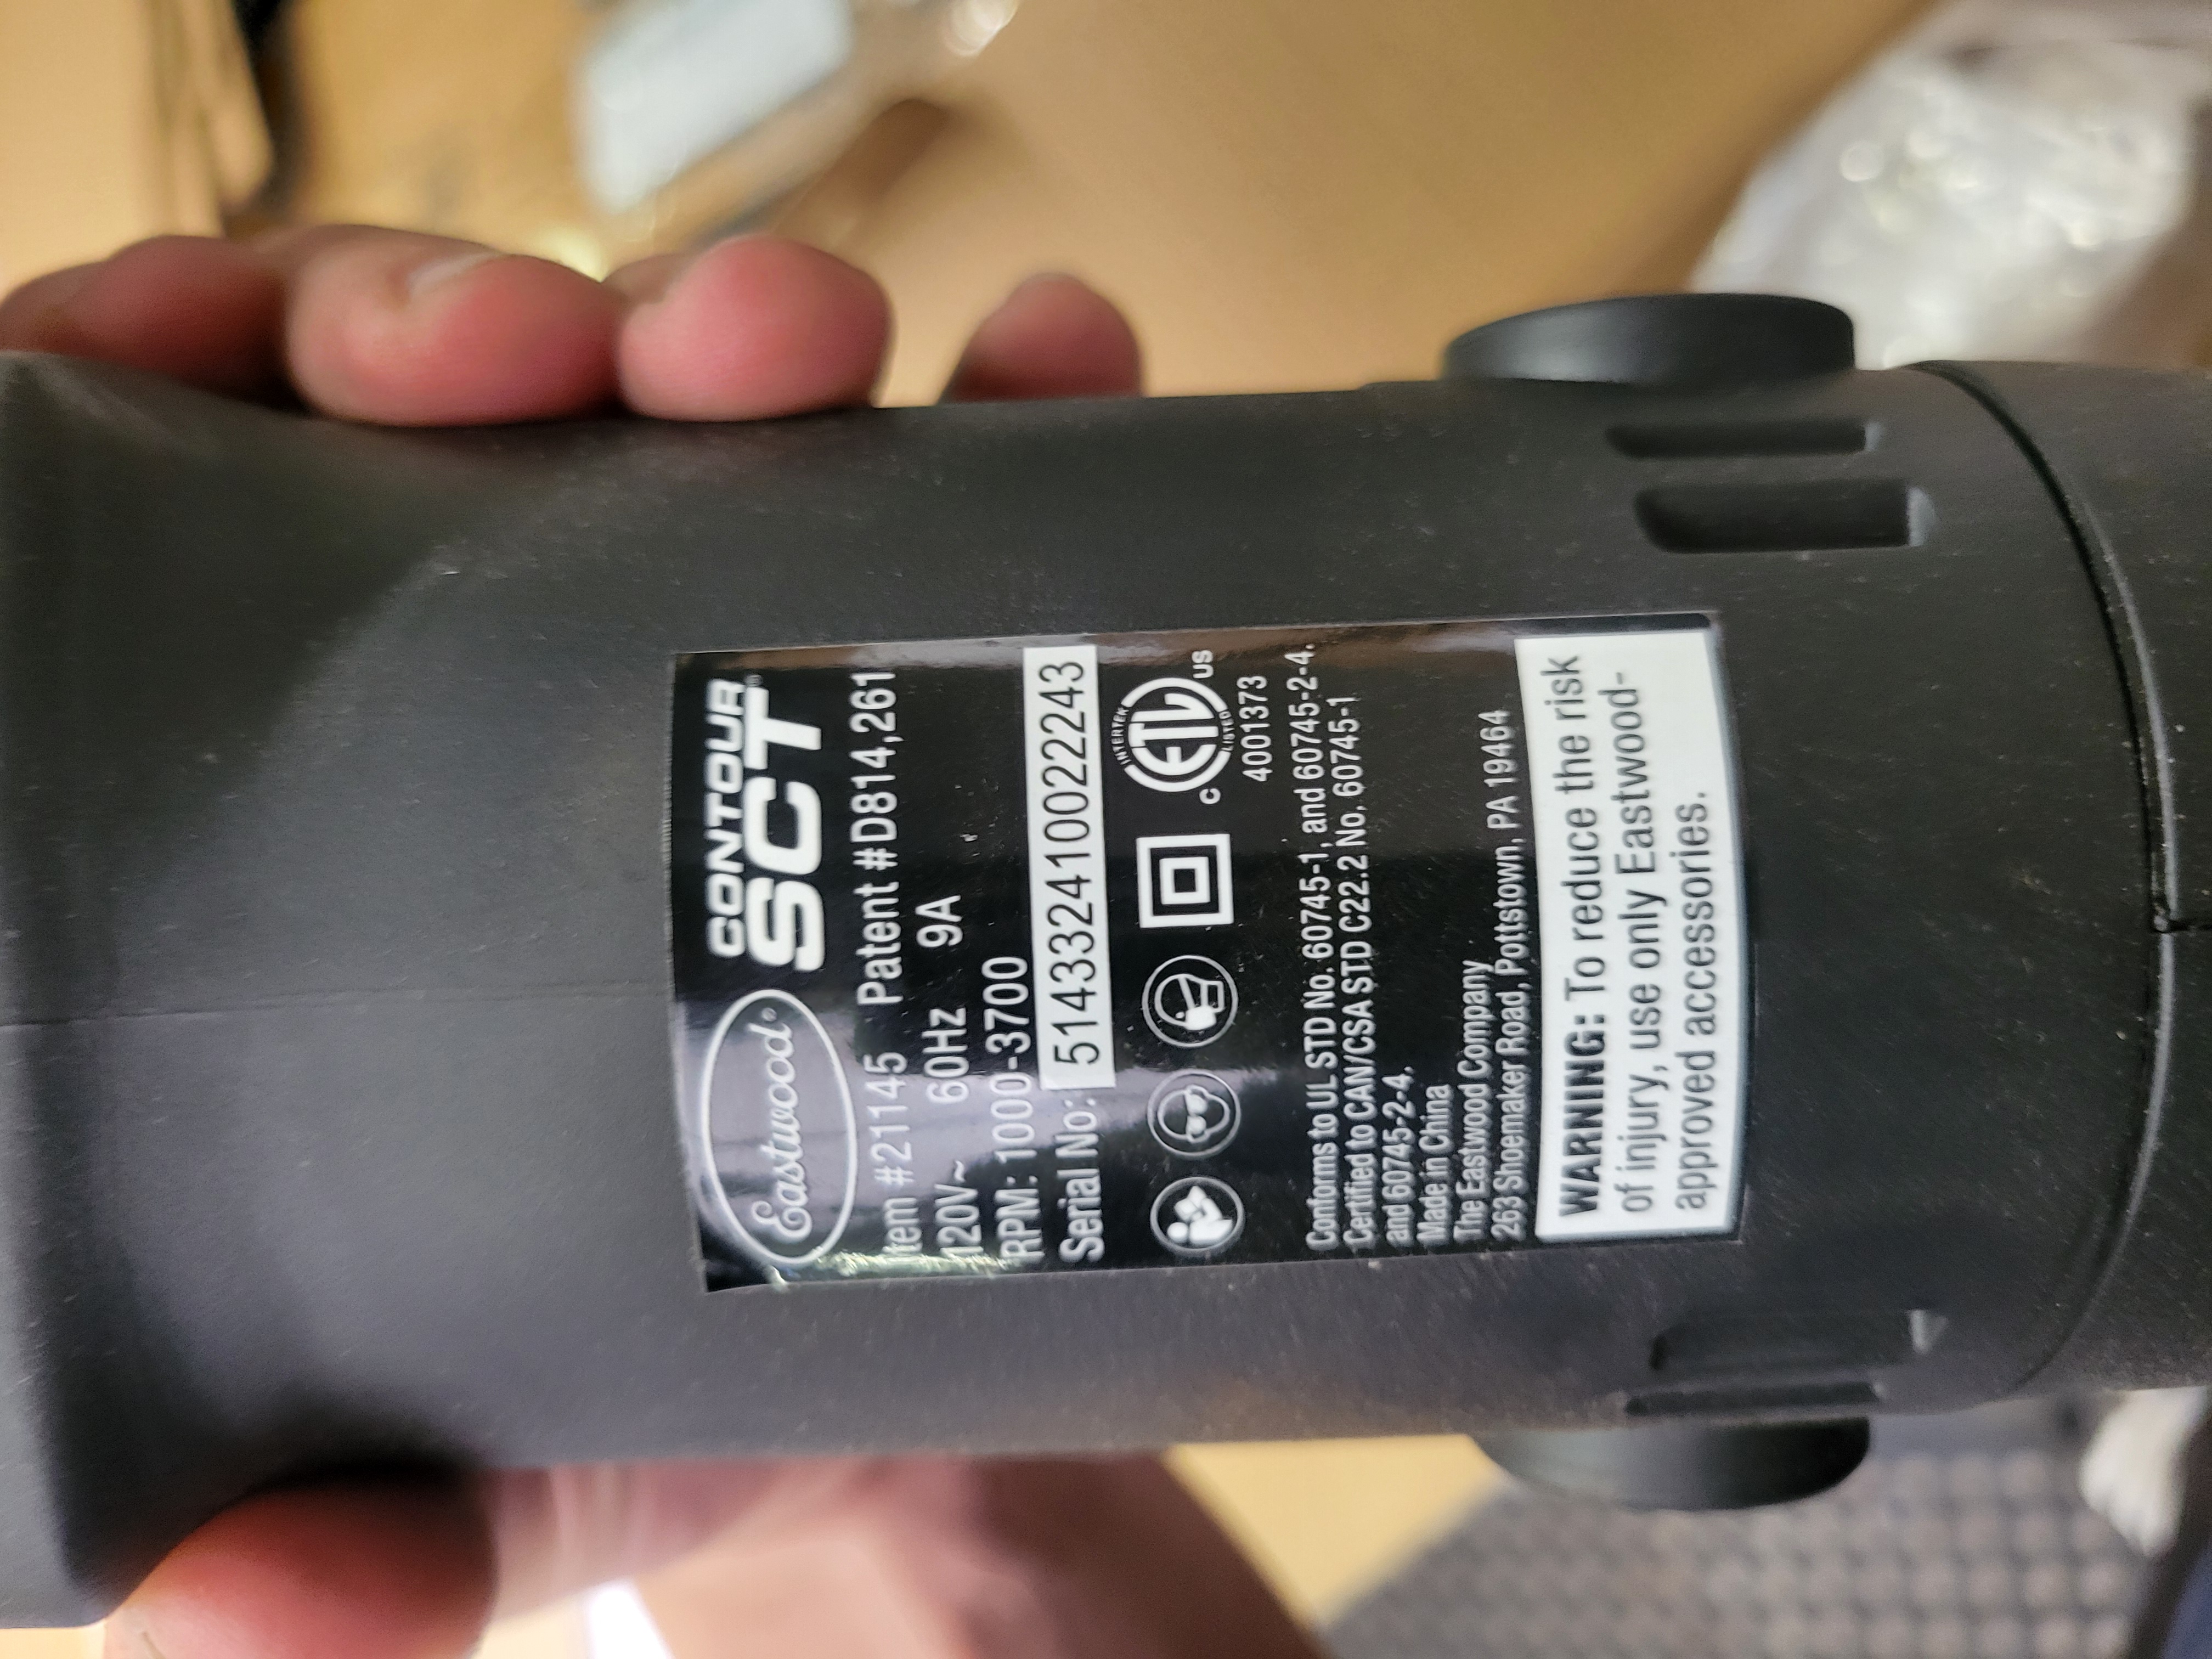 Eastwood®
CONTOUR
SCT®
Item #21145 Patent #D814,261
120V~ 60Hz 9A
RPM: 1000-3700
Serial No: 514332410022243
INTERTEK
ETL
LISTED
C US
4001373
Conforms to UL STD No. 60745-1, and 60745-2-4.
Certified to CAN/CSA STD C22.2 No. 60745-1
and 60745-2-4.
Made in China
The Eastwood Company
263 Shoemaker Road, Pottstown, PA 19464
WARNING: To reduce the risk
of injury, use only Eastwood-
approved accessories.